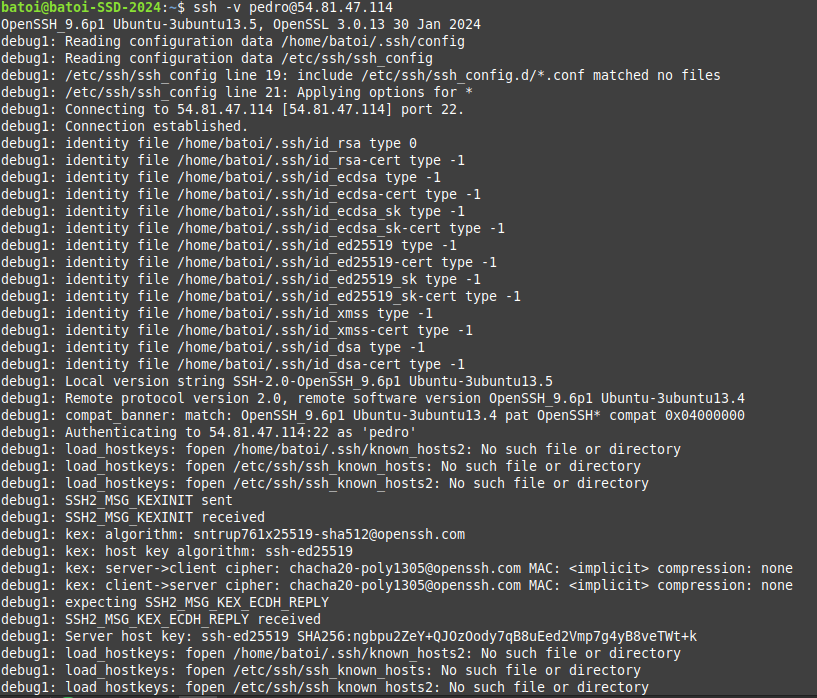 batoi@batoi-SSD-2024:~$ ssh -v pedro@54.81.47.114
OpenSSH_9.6p1 Ubuntu-3ubuntu13.5, OpenSSL 3.0.13 30 Jan 2024
debug1: Reading configuration data /home/batoi/.ssh/config
debug1: Reading configuration data /etc/ssh/ssh_config
debug1: /etc/ssh/ssh_config line 19: include /etc/ssh/ssh_config.d/*.conf matched no files
debug1: /etc/ssh/ssh_config line 21: Applying options for *
debug1: Connecting to 54.81.47.114 [54.81.47.114] port 22.
debug1: Connection established.
debug1: identity file /home/batoi/.ssh/id_rsa type 0
debug1: identity file /home/batoi/.ssh/id_rsa-cert type -1
debug1: identity file /home/batoi/.ssh/id_ecdsa type -1
debug1: identity file /home/batoi/.ssh/id_ecdsa-cert type -1
debug1: identity file /home/batoi/.ssh/id_ecdsa_sk type -1
debug1: identity file /home/batoi/.ssh/id_ecdsa_sk-cert type -1
debug1: identity file /home/batoi/.ssh/id_ed25519 type -1
debug1: identity file /home/batoi/.ssh/id_ed25519-cert type -1
debug1: identity file /home/batoi/.ssh/id_ed25519_sk type -1
debug1: identity file /home/batoi/.ssh/id_ed25519_sk-cert type -1
debug1: identity file /home/batoi/.ssh/id_xmss type -1
debug1: identity file /home/batoi/.ssh/id_xmss-cert type -1
debug1: identity file /home/batoi/.ssh/id_dsa type -1
debug1: identity file /home/batoi/.ssh/id_dsa-cert type -1
debug1: Local version string SSH-2.0-OpenSSH_9.6p1 Ubuntu-3ubuntu13.5
debug1: Remote protocol version 2.0, remote software version OpenSSH_9.6p1 Ubuntu-3ubuntu13.4
debug1: compat_banner: match: OpenSSH_9.6p1 Ubuntu-3ubuntu13.4 pat OpenSSH* compat 0x04000000
debug1: Authenticating to 54.81.47.114:22 as 'pedro'
debug1: load_hostkeys: fopen /home/batoi/.ssh/known_hosts2: No such file or directory
debug1: load_hostkeys: fopen /etc/ssh/ssh_known_hosts: No such file or directory
debug1: load_hostkeys: fopen /etc/ssh/ssh_known_hosts2: No such file or directory
debug1: SSH2_MSG_KEXINIT sent
debug1: SSH2_MSG_KEXINIT received
debug1: kex: algorithm: sntrup761x25519-sha512@openssh.com
debug1: kex: host key algorithm: ssh-ed25519
debug1: kex: server->client cipher: chacha20-poly1305@openssh.com MAC: <implicit> compression: none
debug1: kex: client->server cipher: chacha20-poly1305@openssh.com MAC: <implicit> compression: none
debug1: expecting SSH2_MSG_KEX_ECDH_REPLY
debug1: SSH2_MSG_KEX_ECDH_REPLY received
debug1: Server host key: ssh-ed25519 SHA256:ngbpu2ZeY+QJOzOody7qB8uEed2Vmp7g4yB8veTWt+k
debug1: load_hostkeys: fopen /home/batoi/.ssh/known_hosts2: No such file or directory
debug1: load_hostkeys: fopen /etc/ssh/ssh_known_hosts: No such file or directory
debug1: load_hostkeys: fopen /etc/ssh/ssh_known_hosts2: No such file or directory